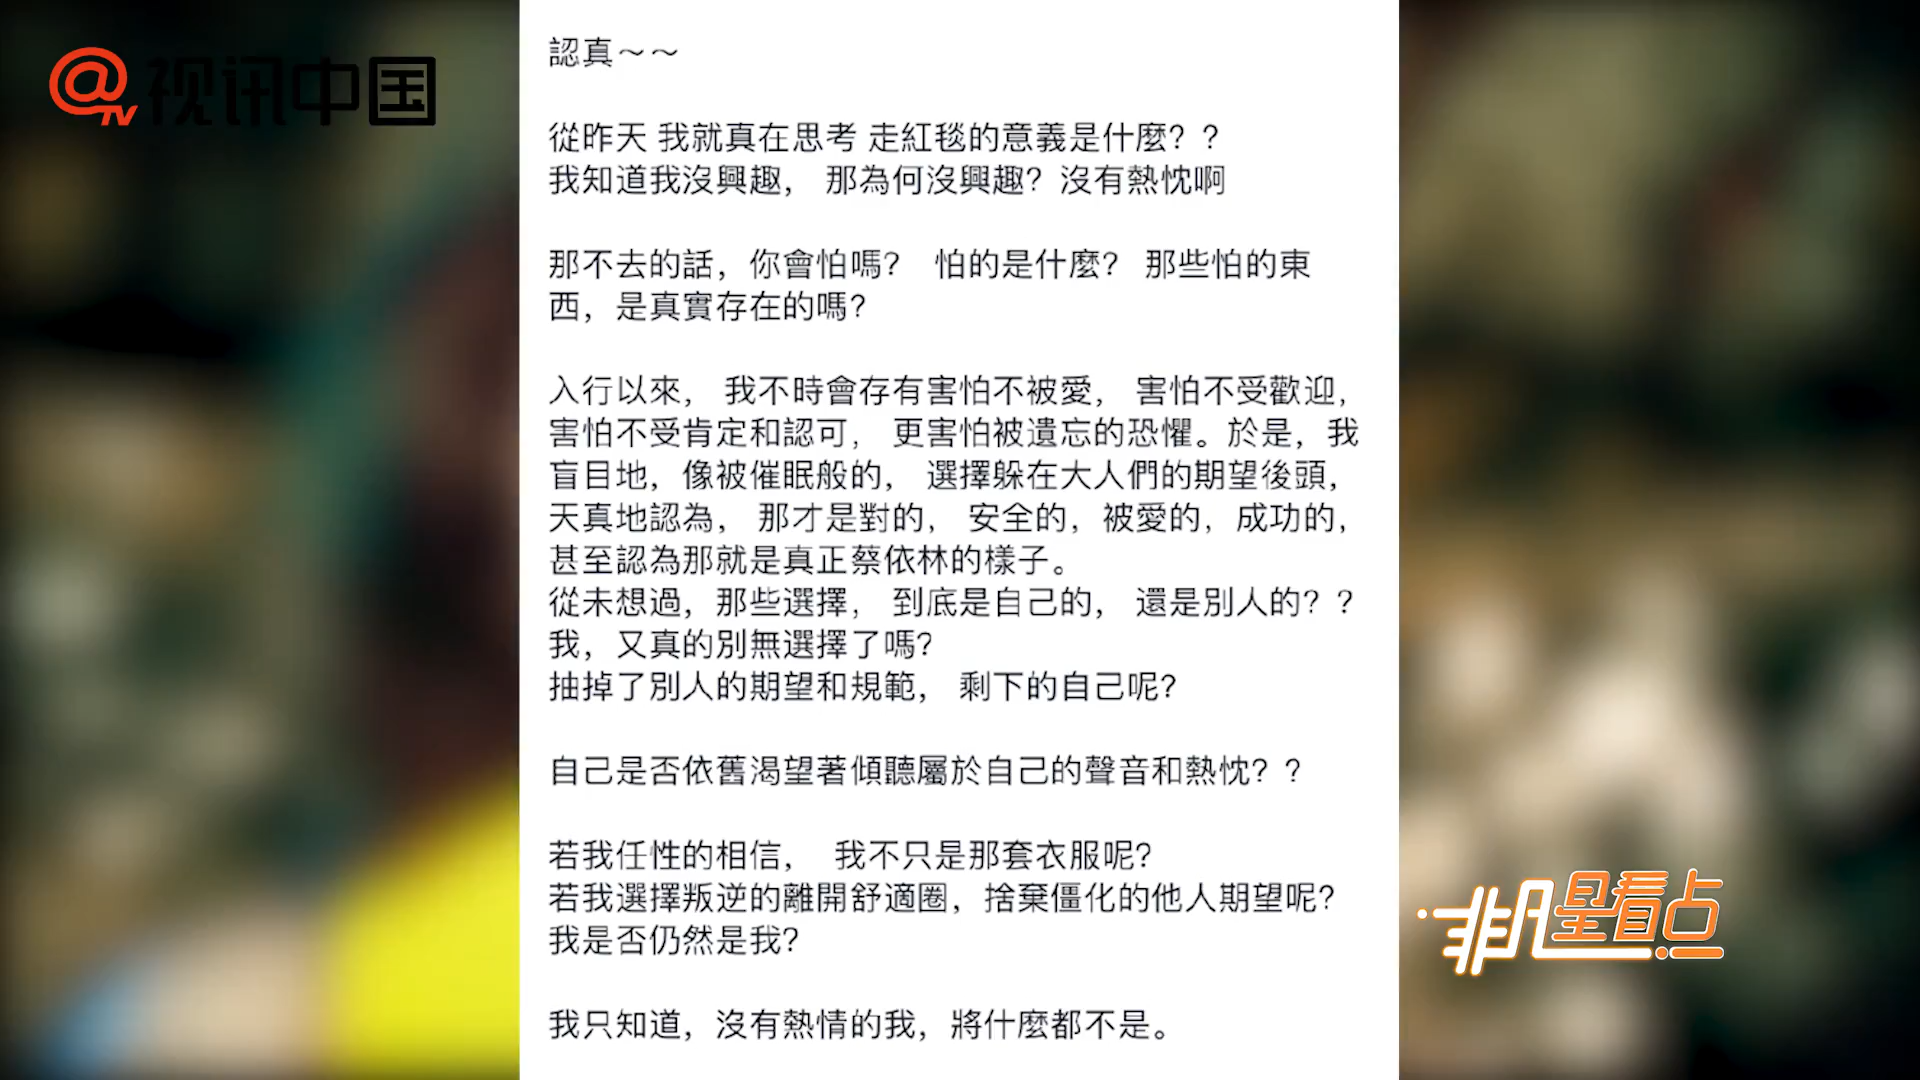 @TV 视讯中国
認真～～
從昨天 我就真在思考 走紅毯的意義是什麼？？
我知道我沒興趣， 那為何沒興趣？沒有熱忱啊
那不去的話，你會怕嗎？ 怕的是什麼？ 那些怕的東
西，是真實存在的嗎？
入行以來， 我不時會存有害怕不被愛， 害怕不受歡迎，
害怕不受肯定和認可， 更害怕被遺忘的恐懼。於是，我
盲目地，像被催眠般的， 選擇躲在大人們的期望後頭，
天真地認為， 那才是對的， 安全的，被愛的，成功的，
甚至認為那就是真正蔡依林的樣子。
從未想過，那些選擇， 到底是自己的， 還是別人的？？
我，又真的別無選擇了嗎？
抽掉了別人的期望和規範， 剩下的自己呢？
自己是否依舊渴望著傾聽屬於自己的聲音和熱忱？？
若我任性的相信， 我不只是那套衣服呢？
若我選擇叛逆的離開舒適圈，捨棄僵化的他人期望呢？
我是否仍然是我？
我只知道，沒有熱情的我，將什麼都不是。
非凡星看点